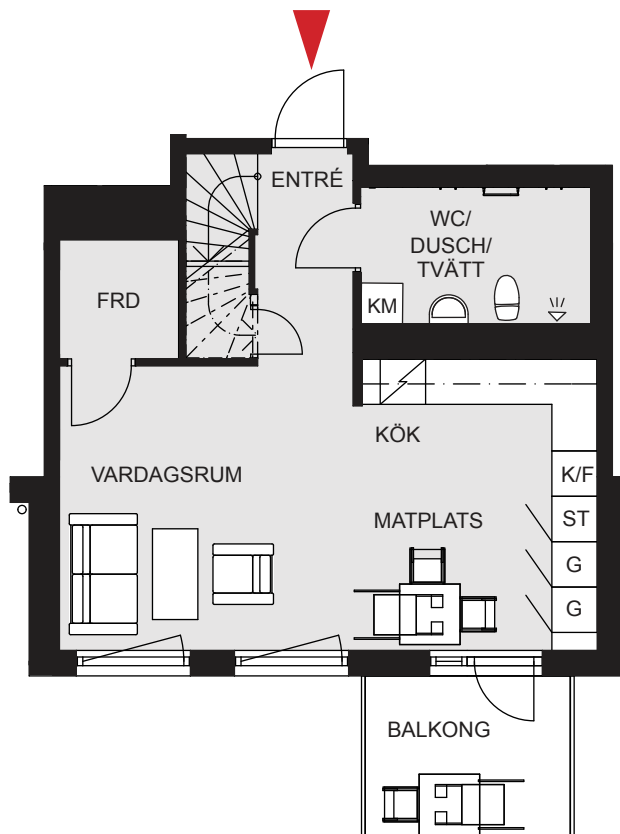 ENTRÉ
WC/
DUSCH/
TVÄTT
FRD
KM
KÖK
VARDAGSRUM
K/F
MATPLATS
ST
G
G
BALKONG